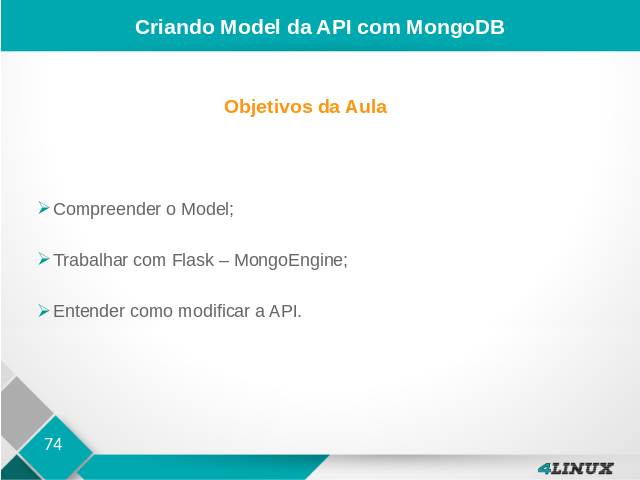 Criando Model da API com MongoDB
Objetivos da Aula
Compreender o Model;
Trabalhar com Flask – MongoEngine;
Entender como modificar a API.
74
4LINUX